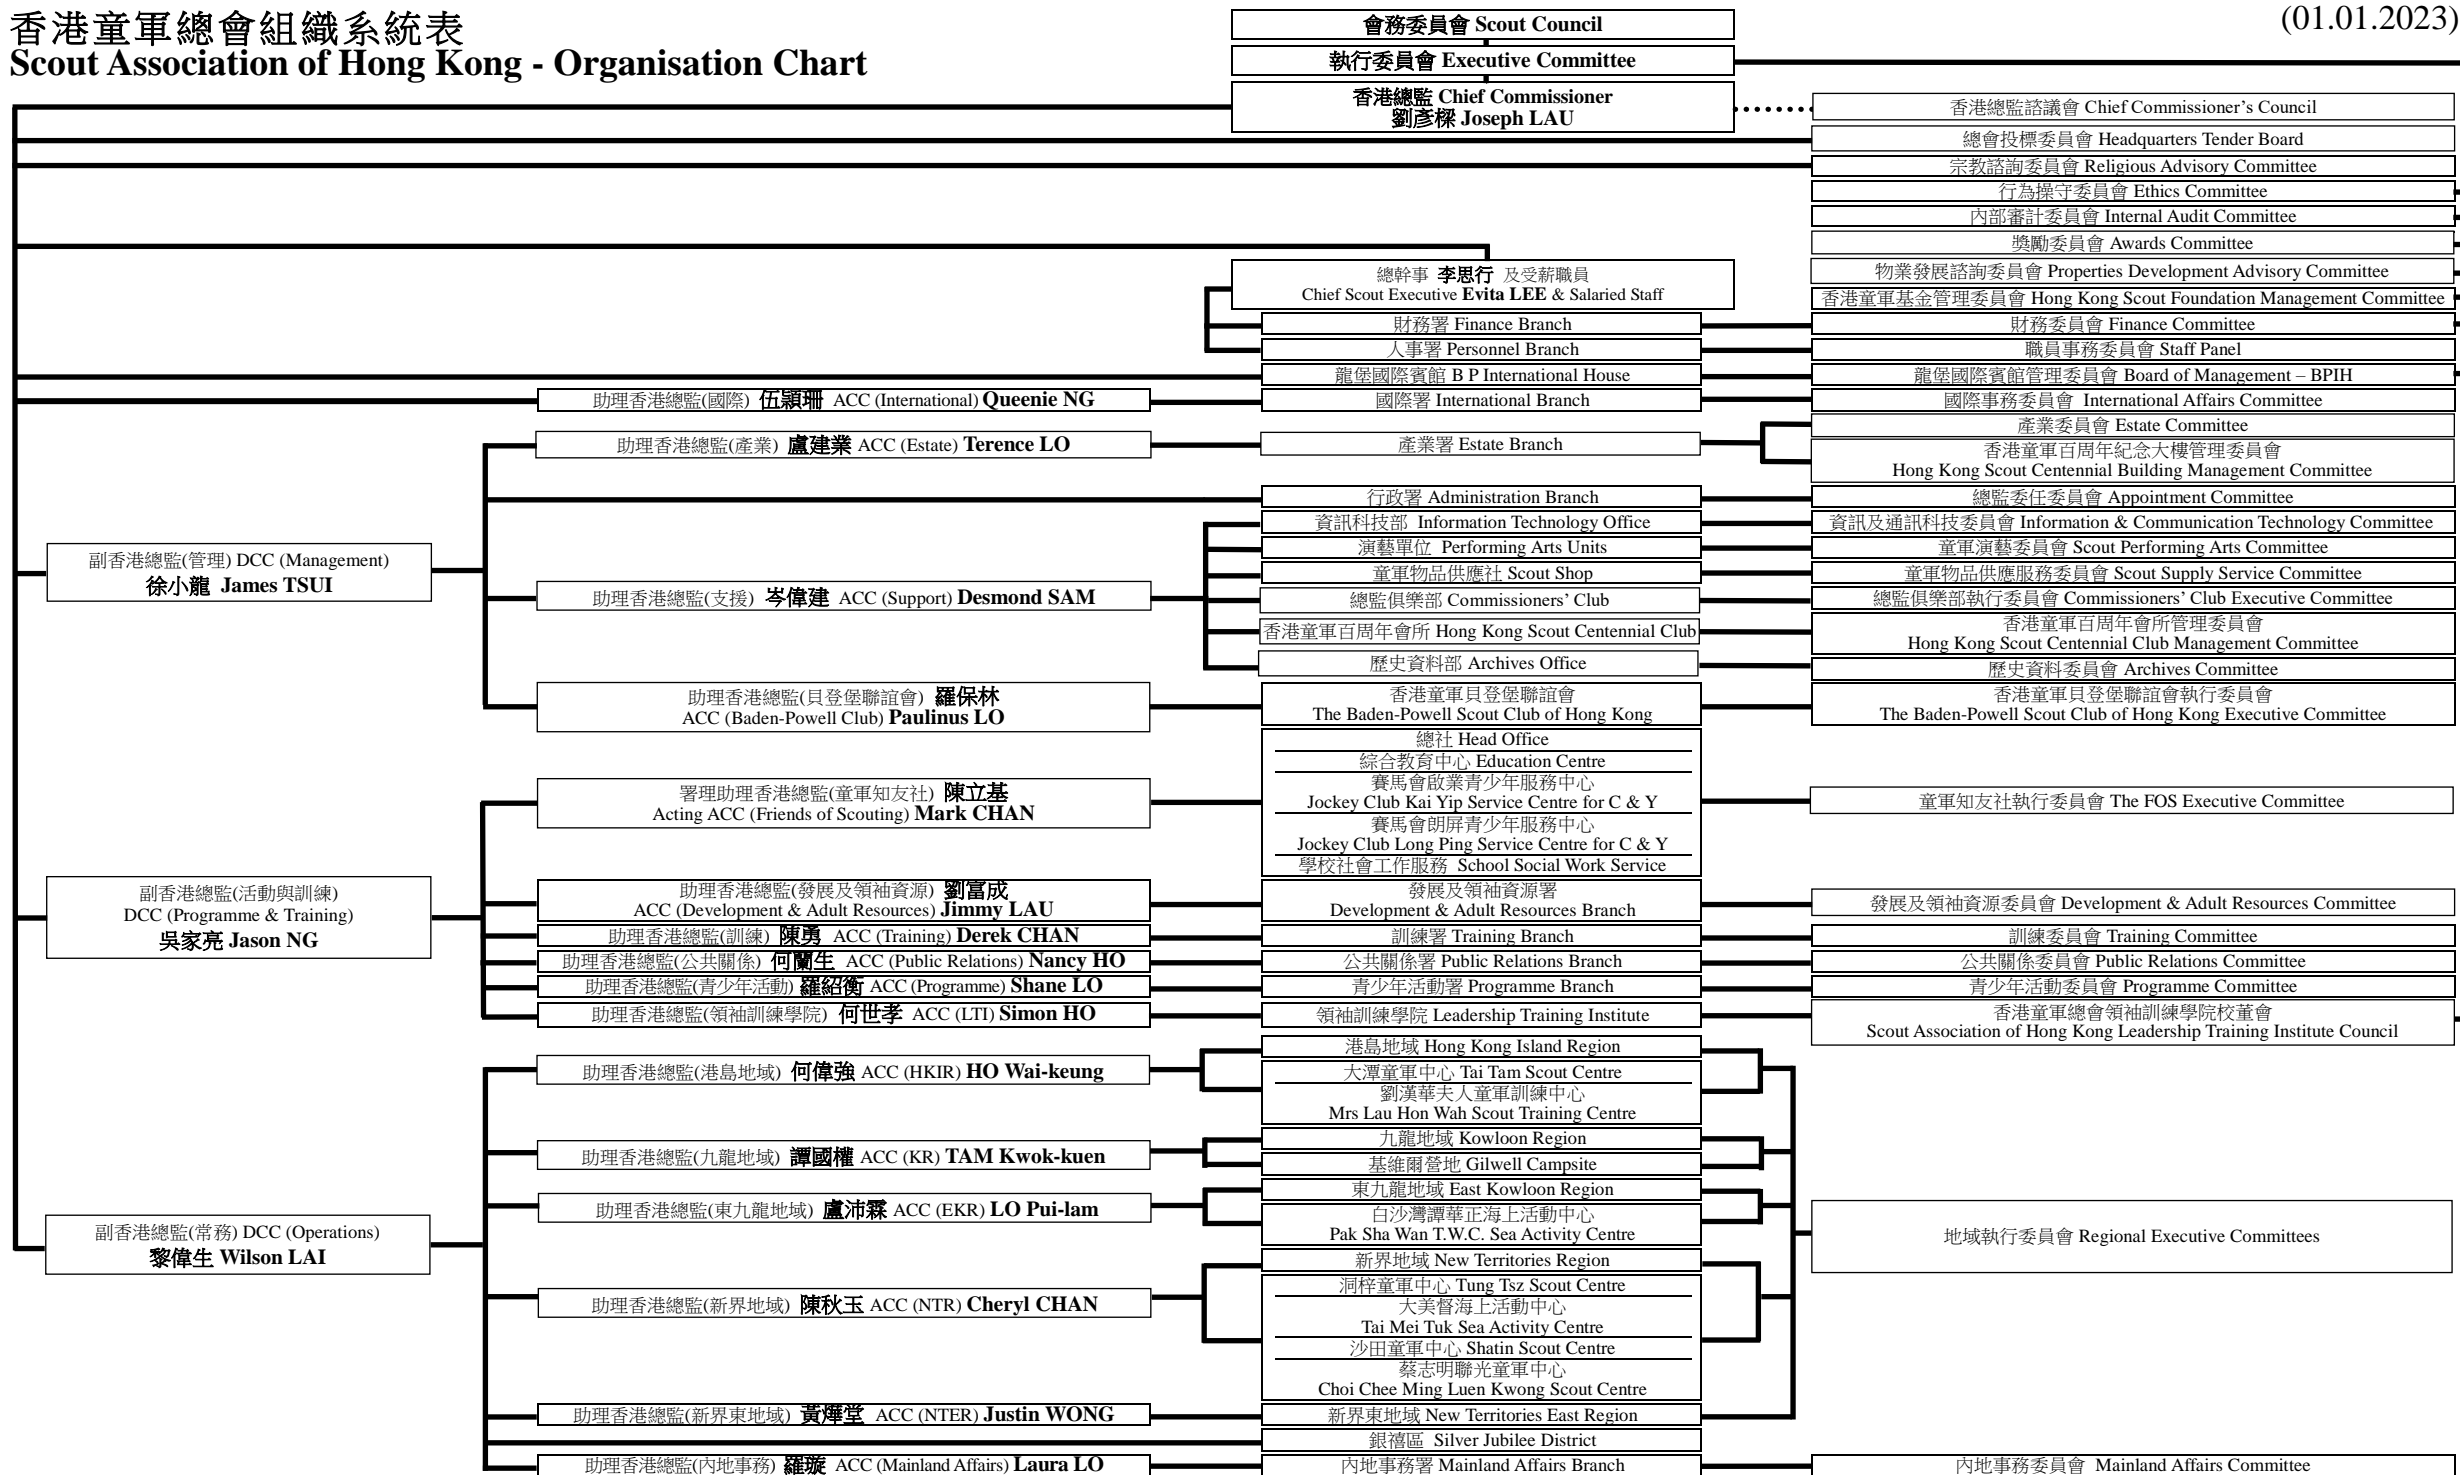 香港童軍總會組織系統表
Scout Association of Hong Kong - Organisation Chart
(01.01.2023)
會務委員會 Scout Council
執行委員會 Executive Committee
香港總監 Chief Commissioner
劉彥樑 Joseph LAU
香港總監諮議會 Chief Commissioner's Council
總會投標委員會 Headquarters Tender Board
宗教諮詢委員會 Religious Advisory Committee
行為操守委員會 Ethics Committee
內部審計委員會 Internal Audit Committee
獎勵委員會 Awards Committee
總幹事 李思行 及受薪職員
Chief Scout Executive Evita LEE & Salaried Staff
物業發展諮詢委員會 Properties Development Advisory Committee
香港童軍基金管理委員會 Hong Kong Scout Foundation Management Committee
財務署 Finance Branch
財務委員會 Finance Committee
人事署 Personnel Branch
職員事務委員會 Staff Panel
龍堡國際賓館 B P International House
龍堡國際賓館管理委員會 Board of Management – BPIH
助理香港總監(國際) 伍穎珊 ACC (International) Queenie NG
國際署 International Branch
國際事務委員會 International Affairs Committee
助理香港總監(產業) 盧建業 ACC (Estate) Terence LO
產業署 Estate Branch
產業委員會 Estate Committee
香港童軍百周年紀念大樓管理委員會
Hong Kong Scout Centennial Building Management Committee
行政署 Administration Branch
總監委任委員會 Appointment Committee
資訊科技部 Information Technology Office
資訊及通訊科技委員會 Information & Communication Technology Committee
演藝單位 Performing Arts Units
童軍演藝委員會 Scout Performing Arts Committee
副香港總監(管理) DCC (Management)
徐小龍 James TSUI
童軍物品供應社 Scout Shop
童軍物品供應服務委員會 Scout Supply Service Committee
助理香港總監(支援) 岑偉建 ACC (Support) Desmond SAM
總監俱樂部 Commissioners' Club
總監俱樂部執行委員會 Commissioners' Club Executive Committee
香港童軍百周年會所 Hong Kong Scout Centennial Club
香港童軍百周年會所管理委員會
Hong Kong Scout Centennial Club Management Committee
歷史資料部 Archives Office
歷史資料委員會 Archives Committee
助理香港總監(貝登堡聯誼會) 羅保林
ACC (Baden-Powell Club) Paulinus LO
香港童軍貝登堡聯誼會
The Baden-Powell Scout Club of Hong Kong
香港童軍貝登堡聯誼會執行委員會
The Baden-Powell Scout Club of Hong Kong Executive Committee
署理助理香港總監(童軍知友社) 陳立基
Acting ACC (Friends of Scouting) Mark CHAN
總社 Head Office
綜合教育中心 Education Centre
賽馬會啟業青少年服務中心
Jockey Club Kai Yip Service Centre for C & Y
賽馬會朗屏青少年服務中心
Jockey Club Long Ping Service Centre for C & Y
學校社會工作服務 School Social Work Service
童軍知友社執行委員會 The FOS Executive Committee
副香港總監(活動與訓練)
DCC (Programme & Training)
吳家亮 Jason NG
助理香港總監(發展及領袖資源) 劉富成
ACC (Development & Adult Resources) Jimmy LAU
發展及領袖資源署
Development & Adult Resources Branch
發展及領袖資源委員會 Development & Adult Resources Committee
助理香港總監(訓練) 陳勇 ACC (Training) Derek CHAN
訓練署 Training Branch
訓練委員會 Training Committee
助理香港總監(公共關係) 何蘭生 ACC (Public Relations) Nancy HO
公共關係署 Public Relations Branch
公共關係委員會 Public Relations Committee
助理香港總監(青少年活動) 羅紹衡 ACC (Programme) Shane LO
青少年活動署 Programme Branch
青少年活動委員會 Programme Committee
助理香港總監(領袖訓練學院) 何世孝 ACC (LTI) Simon HO
領袖訓練學院 Leadership Training Institute
香港童軍總會領袖訓練學院校董會
Scout Association of Hong Kong Leadership Training Institute Council
副香港總監(常務) DCC (Operations)
黎偉生 Wilson LAI
助理香港總監(港島地域) 何偉強 ACC (HKIR) HO Wai-keung
港島地域 Hong Kong Island Region
大潭童軍中心 Tai Tam Scout Centre
劉漢華夫人童軍訓練中心
Mrs Lau Hon Wah Scout Training Centre
助理香港總監(九龍地域) 譚國權 ACC (KR) TAM Kwok-kuen
九龍地域 Kowloon Region
基維爾營地 Gilwell Campsite
助理香港總監(東九龍地域) 盧沛霖 ACC (EKR) LO Pui-lam
東九龍地域 East Kowloon Region
白沙灣譚華正海上活動中心
Pak Sha Wan T.W.C. Sea Activity Centre
地域執行委員會 Regional Executive Committees
助理香港總監(新界地域) 陳秋玉 ACC (NTR) Cheryl CHAN
新界地域 New Territories Region
洞梓童軍中心 Tung Tsz Scout Centre
大美督海上活動中心
Tai Mei Tuk Sea Activity Centre
沙田童軍中心 Shatin Scout Centre
蔡志明聯光童軍中心
Choi Chee Ming Luen Kwong Scout Centre
助理香港總監(新界東地域) 黃燁堂 ACC (NTER) Justin WONG
新界東地域 New Territories East Region
銀禧區 Silver Jubilee District
助理香港總監(內地事務) 羅璇 ACC (Mainland Affairs) Laura LO
內地事務署 Mainland Affairs Branch
內地事務委員會 Mainland Affairs Committee